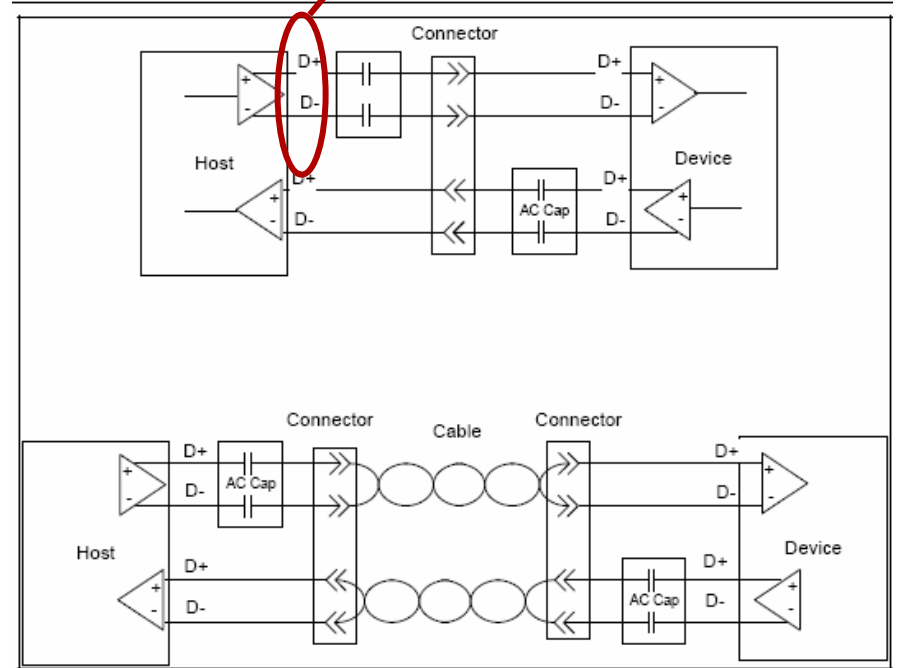 Connector
D+
D+
+
+
D-
D-
-
-
Host
Device
D+
D+
+
+
AC Cap
D-
D-
-
-
Connector
Cable
Connector
D+
D+
+
+
AC Cap
D-
D-
-
-
Host
Device
D+
D+
+
+
AC Cap
D-
D-
-
-